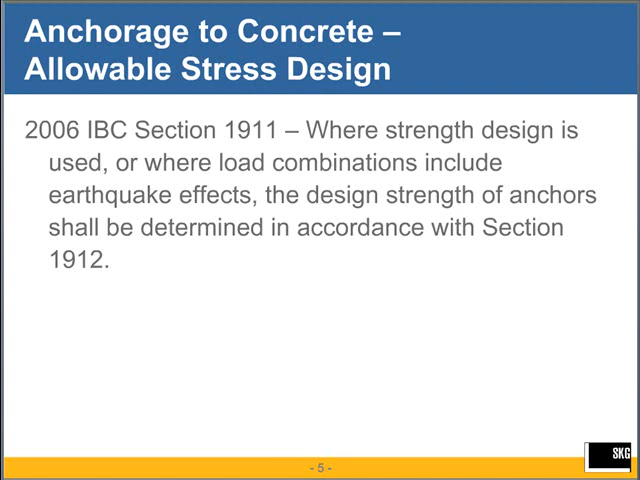 Anchorage to Concrete –
Allowable Stress Design
2006 IBC Section 1911 – Where strength design is
used, or where load combinations include
earthquake effects, the design strength of anchors
shall be determined in accordance with Section
1912.
SKG
- 5 -